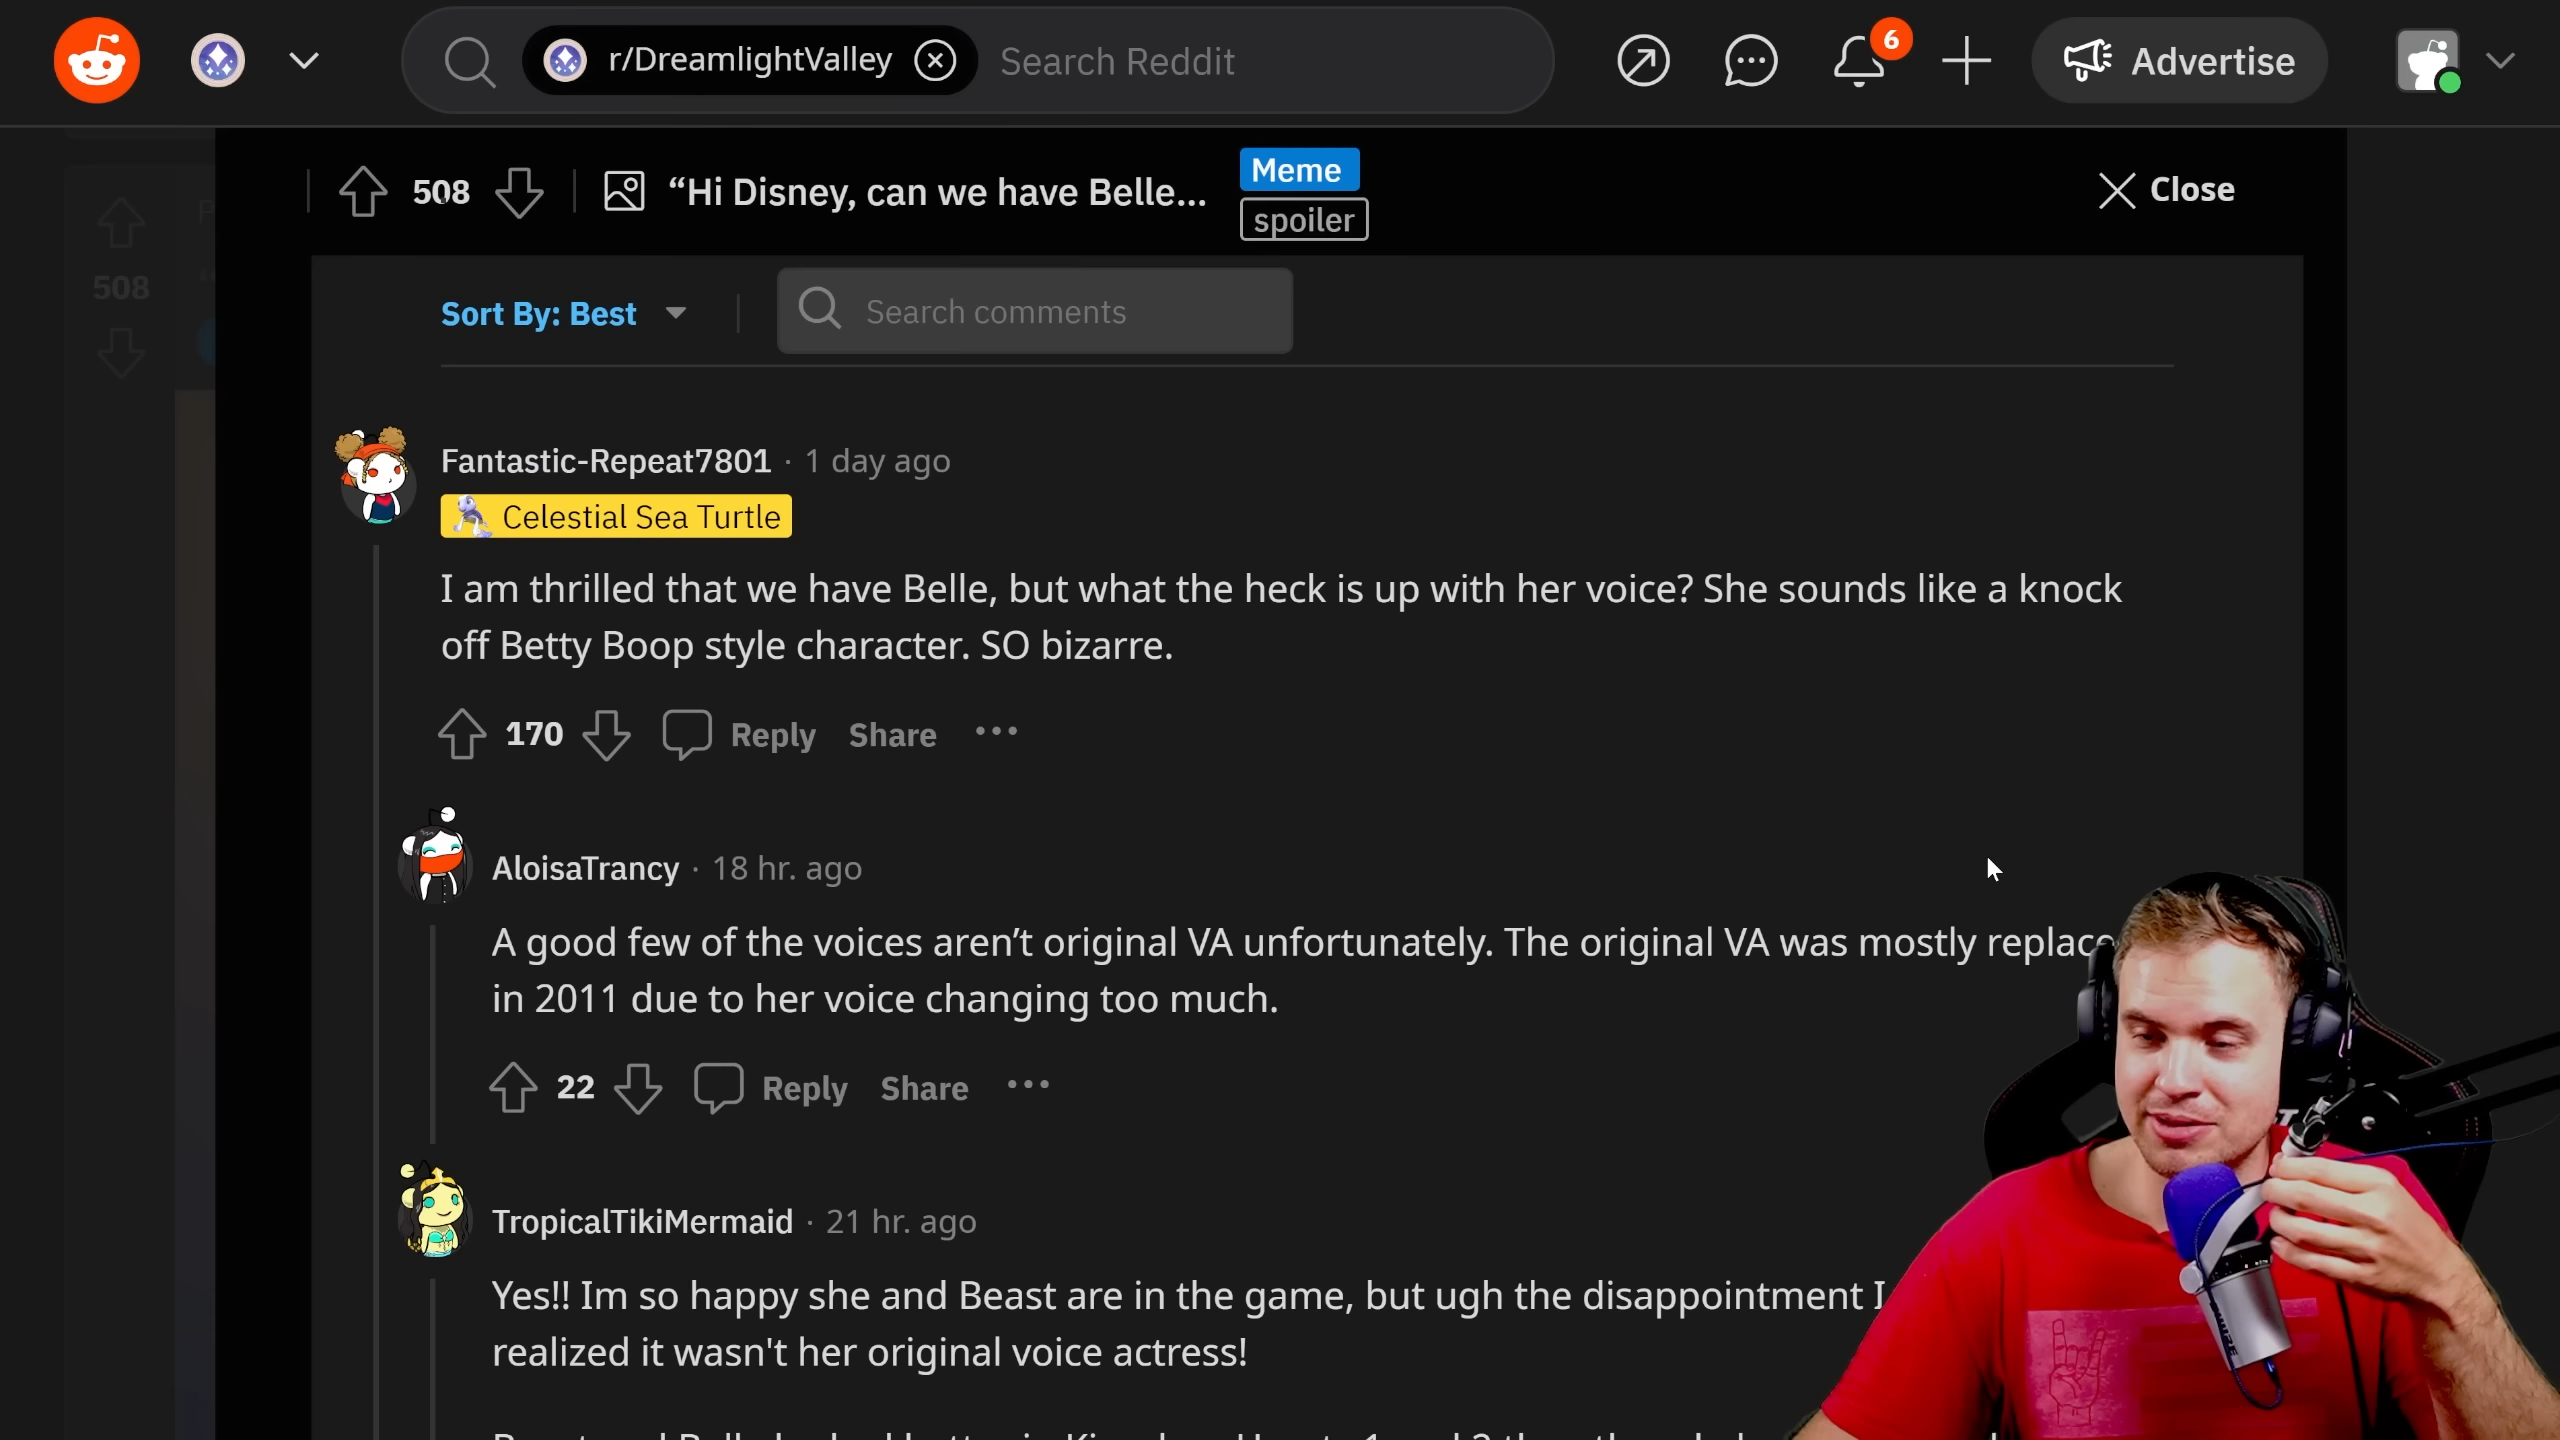 r/DreamlightValley
Search Reddit
6
Advertise
508
“Hi Disney, can we have Belle...
Meme
spoiler
Close
508
Sort By: Best
Search comments
Fantastic-Repeat7801 · 1 day ago
Celestial Sea Turtle
I am thrilled that we have Belle, but what the heck is up with her voice? She sounds like a knock
off Betty Boop style character. SO bizarre.
170 Reply Share
AloisaTrancy · 18 hr. ago
A good few of the voices aren’t original VA unfortunately. The original VA was mostly replace
in 2011 due to her voice changing too much.
22 Reply Share
TropicalTikiMermaid · 21 hr. ago
Yes!! Im so happy she and Beast are in the game, but ugh the disappointment I
realized it wasn't her original voice actress!